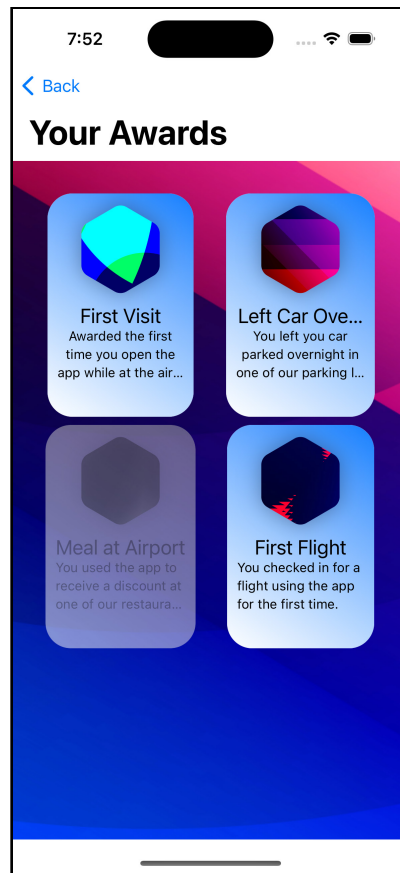 7:52
Back
Your Awards
First Visit
Awarded the first
time you open the
app while at the air...
Left Car Ove...
You left you car
parked overnight in
one of our parking l...
Meal at Airport
You used the app to
receive a discount at
one of our restaura...
First Flight
You checked in for a
flight using the app
for the first time.